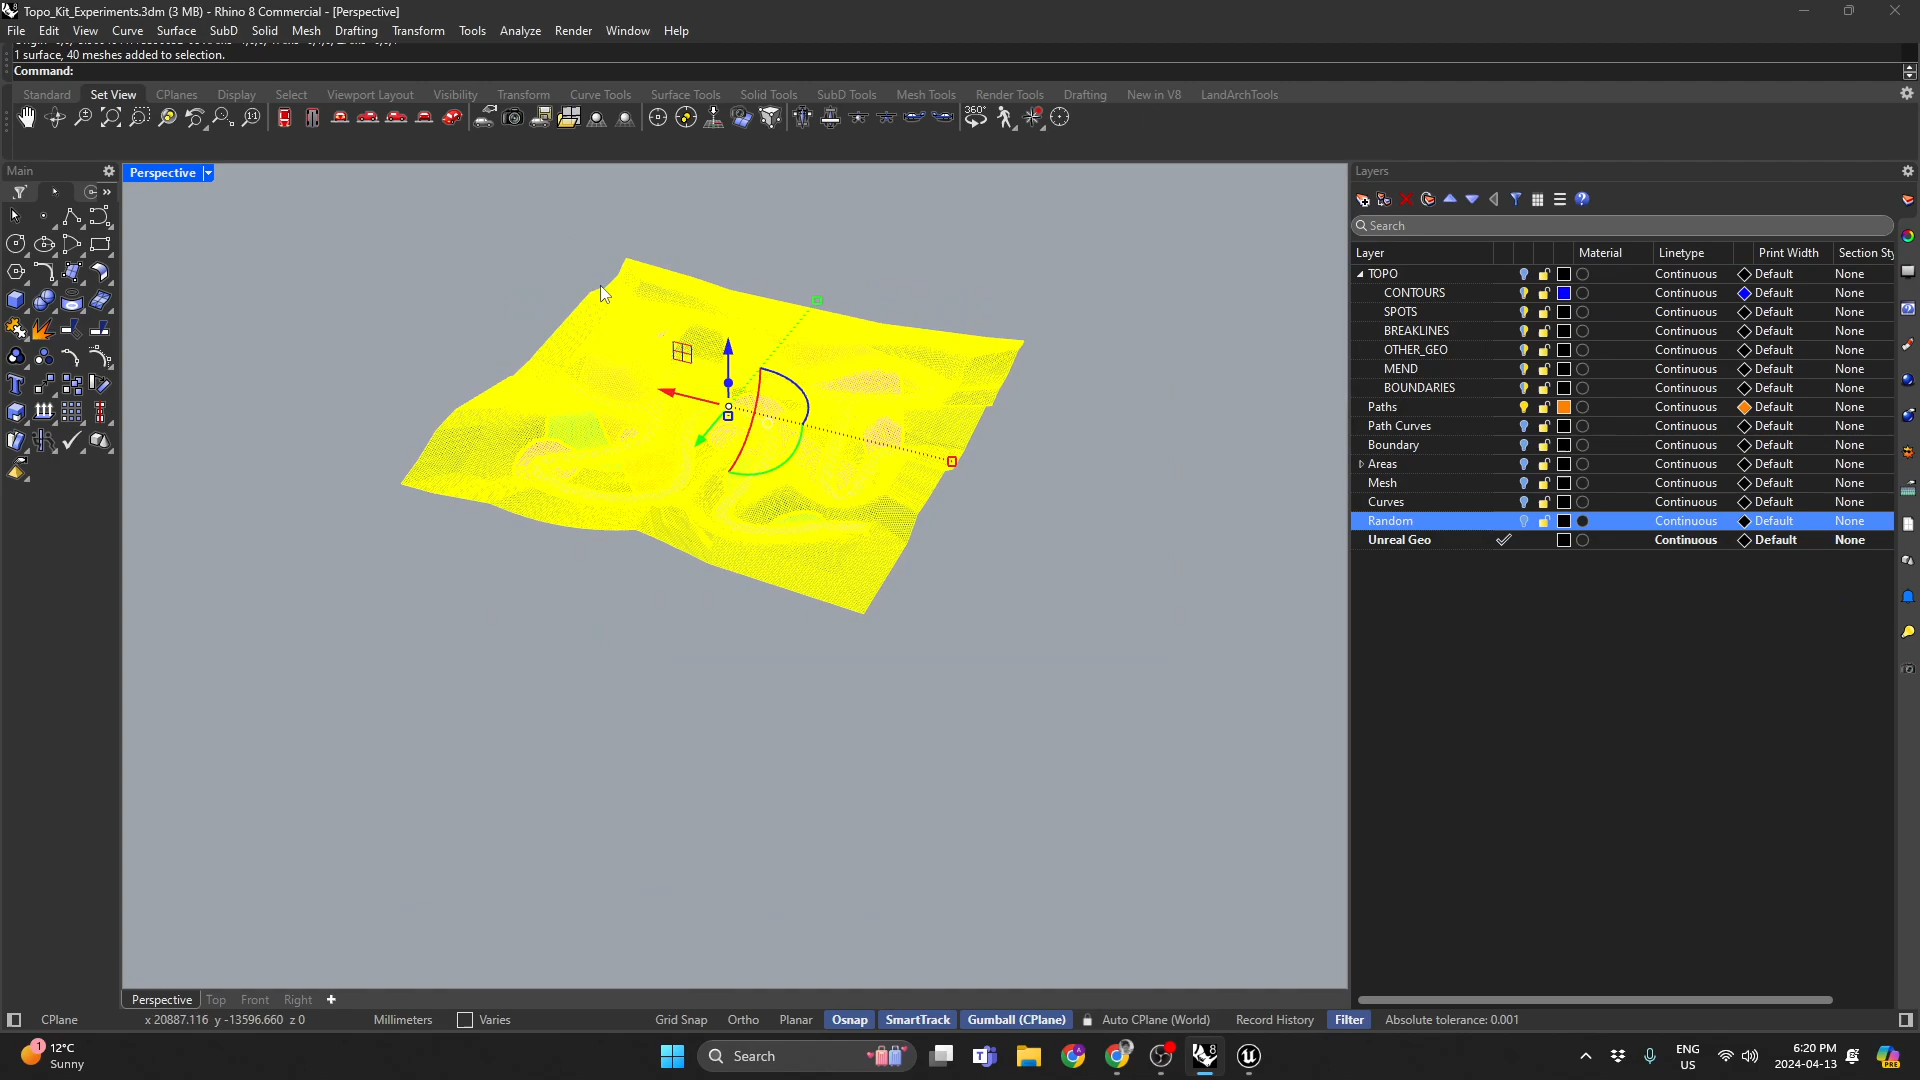 Topo_Kit_Experiments.3dm (3 MB) - Rhino 8 Commercial - [Perspective]
File Edit View Curve Surface SubD Solid Mesh Drafting Transform Tools Analyze Render Window Help
1 surface, 40 meshes added to selection.
Command:
Standard Set View CPlanes Display Select Viewport Layout Visibility Transform Curve Tools Surface Tools Solid Tools SubD Tools Mesh Tools Render Tools Drafting New in V8 LandArchTools
1:1
360°
Main
Perspective
Layers
Search
Layer Material Linetype Print Width Section Sty
TOPO Continuous Default None
CONTOURS Continuous Default None
SPOTS Continuous Default None
BREAKLINES Continuous Default None
OTHER_GEO Continuous Default None
MEND Continuous Default None
BOUNDARIES Continuous Default None
Paths Continuous Default None
Path Curves Continuous Default None
Boundary Continuous Default None
Areas Continuous Default None
Mesh Continuous Default None
Curves Continuous Default None
Random Continuous Default None
Unreal Geo Continuous Default None
Perspective Top Front Right
CPlane x 20887.116 y -13596.660 z 0 Millimeters Varies Grid Snap Ortho Planar Osnap SmartTrack Gumball (CPlane) Auto CPlane (World) Record History Filter Absolute tolerance: 0.001
1 12°C
Sunny
Search
ENG
US
6:20 PM
2024-04-13
PRE